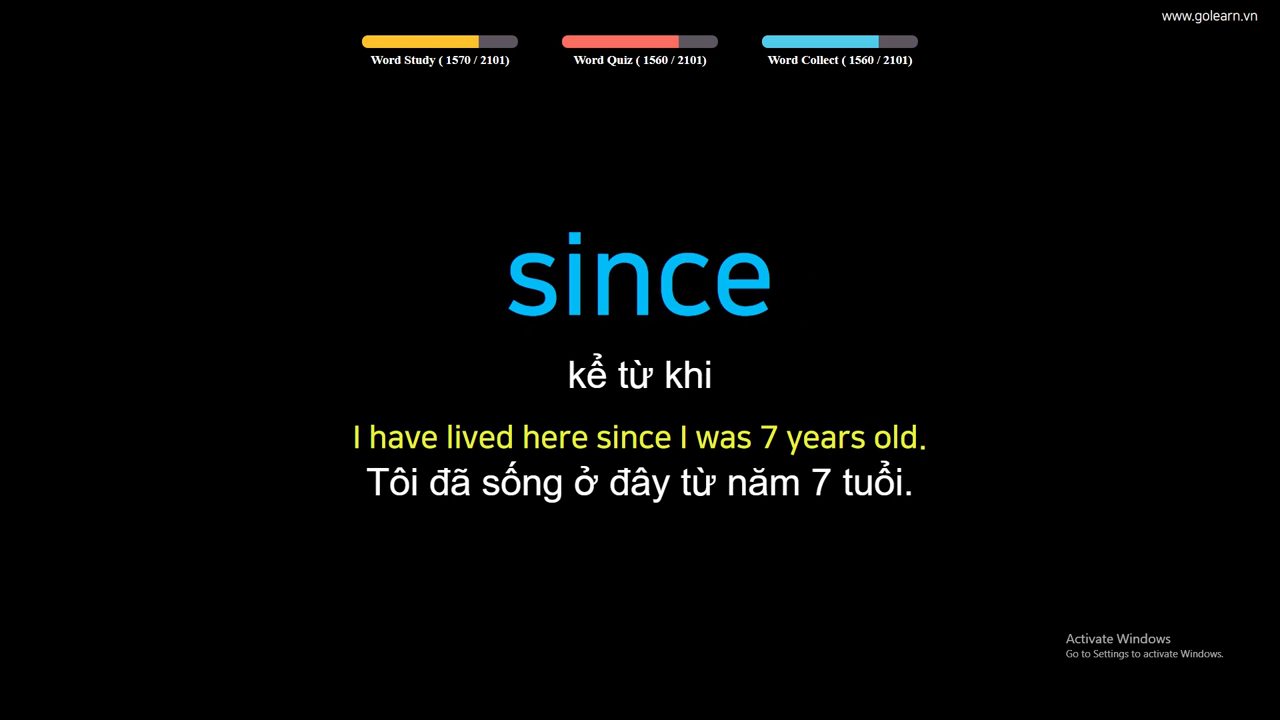 www.golearn.vn
Word Study ( 1570 / 2101) Word Quiz ( 1560 / 2101) Word Collect ( 1560 / 2101)
since
kể từ khi
I have lived here since I was 7 years old.
Tôi đã sống ở đây từ năm 7 tuổi.
Activate Windows
Go to Settings to activate Windows.